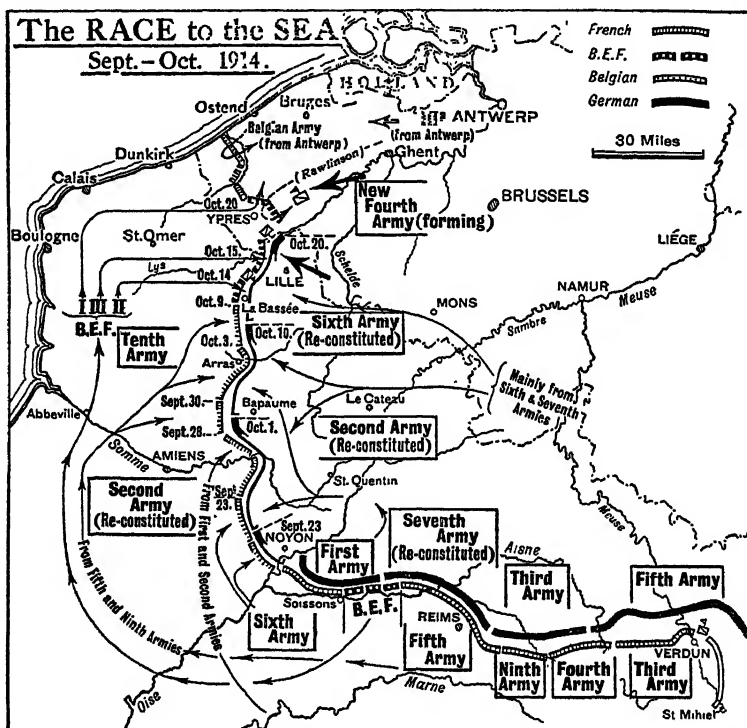 The RACE to the SEA
Sept.–Oct. 1914.
French
B.E.F.
Belgian
German
30 Miles
HOLLAND
Ostend
Bruges
ANTWERP
Belgian Army
(from Antwerp)
(from Antwerp)
Ghent
Dunkirk
Calais
(Rawlinson)
New
Fourth
Army (forming)
BRUSSELS
Oct. 20
YPRES
Boulogne
St. Omer
Oct. 15.
Oct. 20.
Schelde
LIÉGE
Lys
Oct. 14
LILLE
I III II
B.E.F.
Oct. 9.
La Bassée
MONS
NAMUR
Meuse
Sambre
Tenth
Army
Oct. 3.
Oct. 10.
Sixth Army
(Re-constituted)
Arras
Mainly from
Sixth & Seventh
Armies
Abbeville
Sept. 30.
Bapaume
Le Cateau
Sept. 28.
Oct. 1.
Second Army
(Re-constituted)
Somme
AMIENS
St. Quentin
Meuse
Second
Army
(Re-constituted)
Sept
23.
Sept. 23
NOYON
From Fifth and Ninth Armies
From First and Second Armies
First
Army
Seventh
Army
(Re-constituted)
Aisne
Third
Army
Fifth Army
Soissons
B.E.F.
Sixth
Army
REIMS
Fifth
Army
VERDUN
Ninth
Army
Fourth
Army
Third
Army
Oise
Marne
St Mihiel